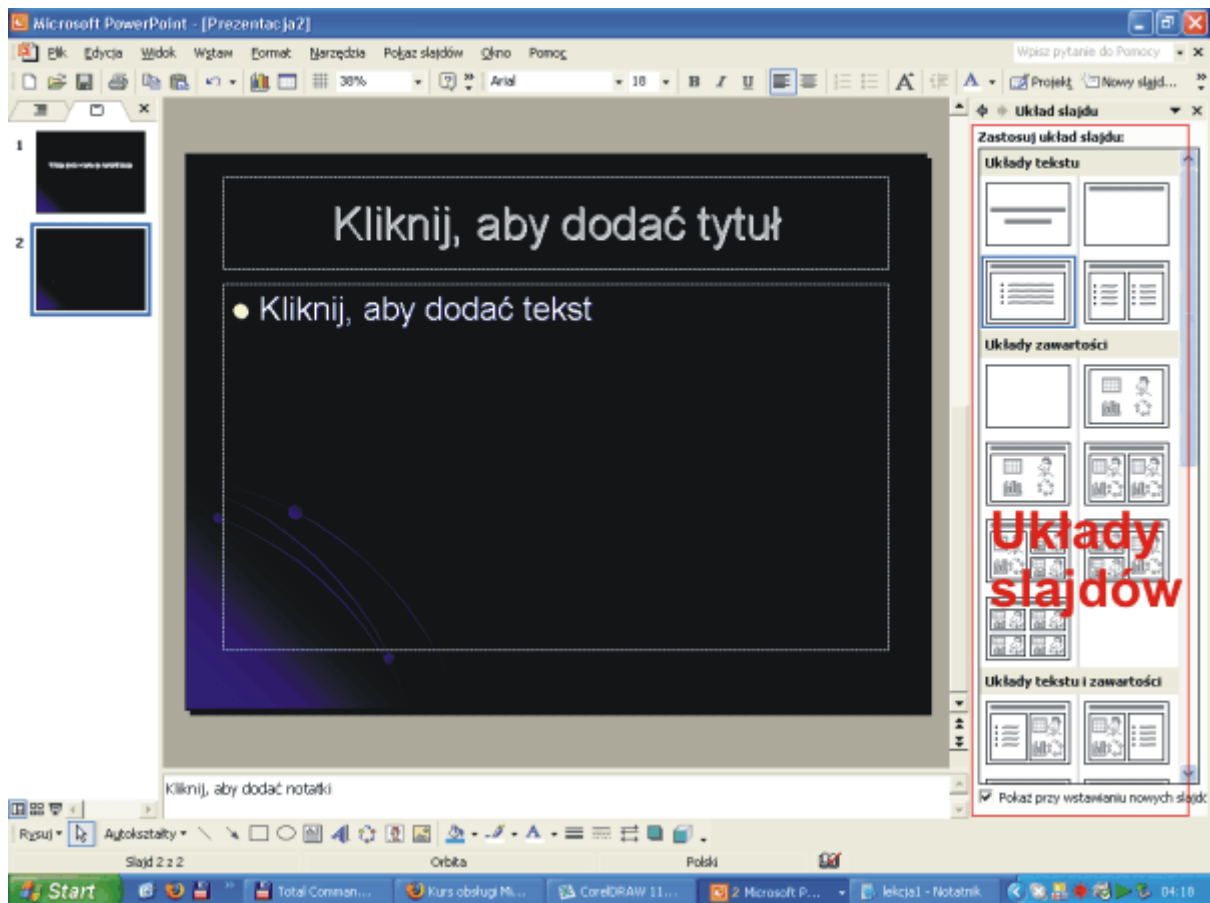 Microsoft PowerPoint - [Prezentacja2]
Plik Edycja Widok Wstaw Format Narzędzia Pokaz slajdów Okno Pomoc
Wpisz pytanie do Pomocy
38% Arial 18 B I U A A Projekt Nowy slajd...
Układ slajdu
Zastosuj układ slajdu:
Układy tekstu
1
2
Kliknij, aby dodać tytuł
Kliknij, aby dodać tekst
Układy zawartości
Układy
slajdów
Układy tekstu i zawartości
Kliknij, aby dodać notatki
Pokaż przy wstawianiu nowych slajdó
Rysuj Autokształty A
Slajd 2 z 2 Orbita Polski
Start Total Comman... Kurs obsługi Mi... CorelDRAW 11... 2 Microsoft P... lekcja1 - Notatnik 04:18